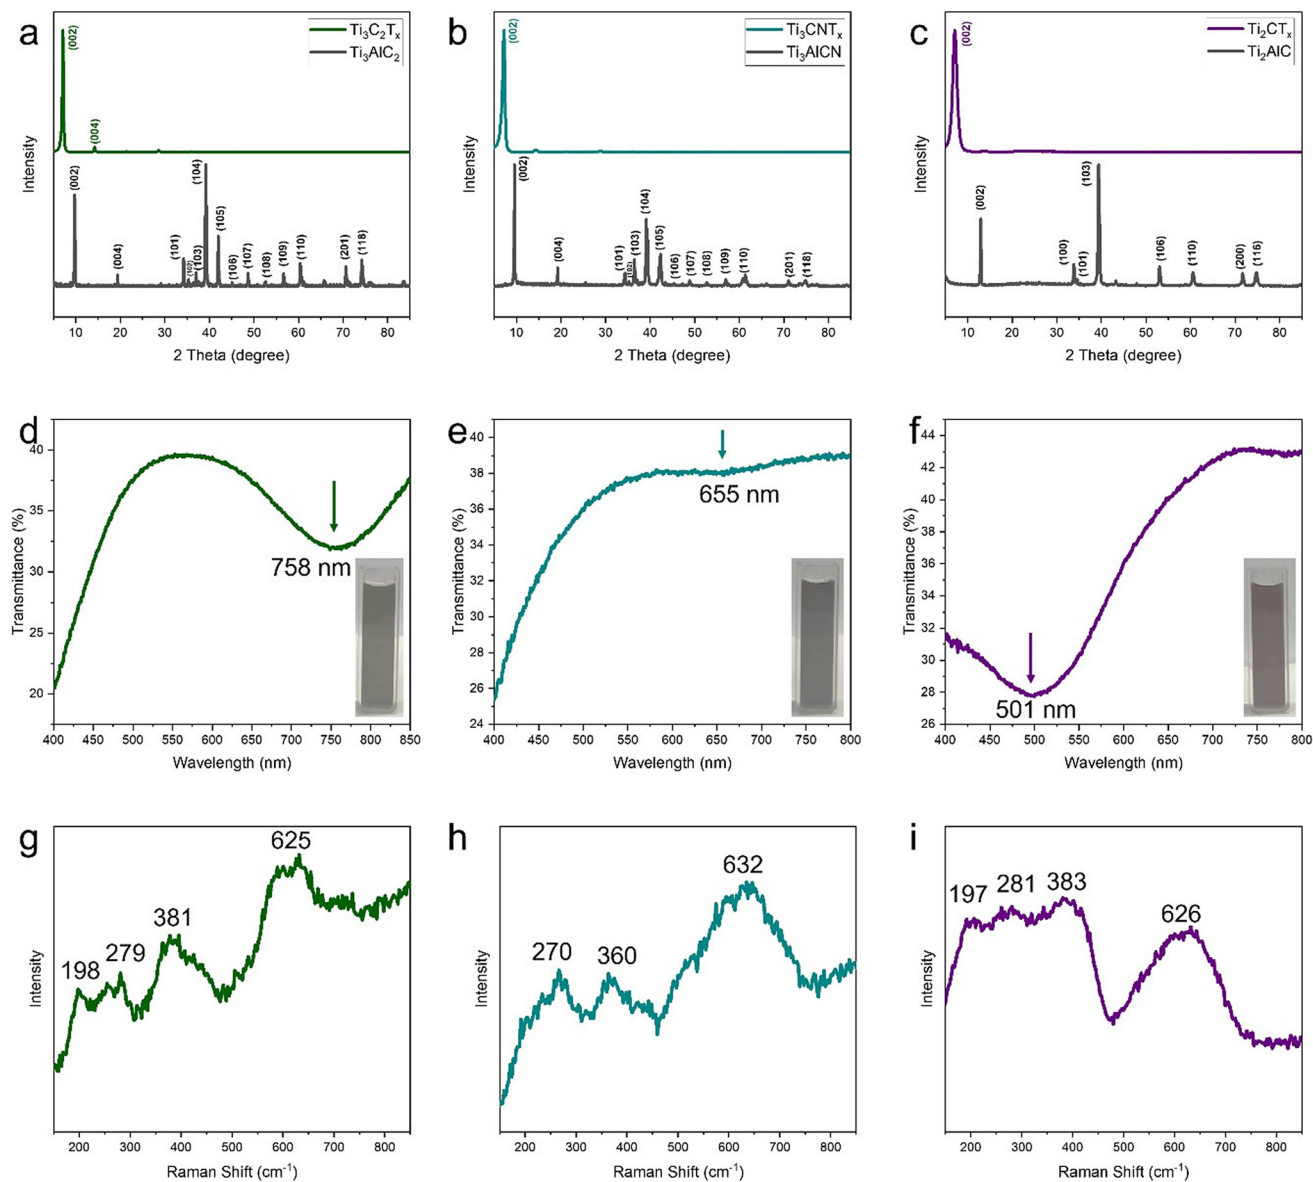 a
Ti₃C₂Tₓ
Ti₃AlC₂
(002)
(004)
(002)
(004)
(101)
(102)
(103)
(104)
(105)
(106)
(107)
(108)
(109)
(110)
(201)
(118)
Intensity
10 20 30 40 50 60 70 80
2 Theta (degree)
b
Ti₃CNTₓ
Ti₃AlCN
(002)
(002)
(004)
(101)
(102)
(103)
(104)
(105)
(106)
(107)
(108)
(109)
(110)
(201)
(118)
Intensity
10 20 30 40 50 60 70 80
2 Theta (degree)
c
Ti₂CTₓ
Ti₂AlC
(002)
(002)
(100)
(101)
(103)
(106)
(110)
(200)
(116)
Intensity
10 20 30 40 50 60 70 80
2 Theta (degree)
d
40
35
30
25
20
Transmittance (%)
758 nm
400 450 500 550 600 650 700 750 800 850
Wavelength (nm)
e
40
38
36
34
32
30
28
26
24
Transmittance (%)
655 nm
400 450 500 550 600 650 700 750 800
Wavelength (nm)
f
44
42
40
38
36
34
32
30
28
26
Transmittance (%)
501 nm
400 450 500 550 600 650 700 750 800
Wavelength (nm)
g
198
279
381
625
Intensity
200 300 400 500 600 700 800
Raman Shift (cm⁻¹)
h
270
360
632
Intensity
200 300 400 500 600 700 800
Raman Shift (cm⁻¹)
i
197
281
383
626
Intensity
200 300 400 500 600 700 800
Raman Shift (cm⁻¹)